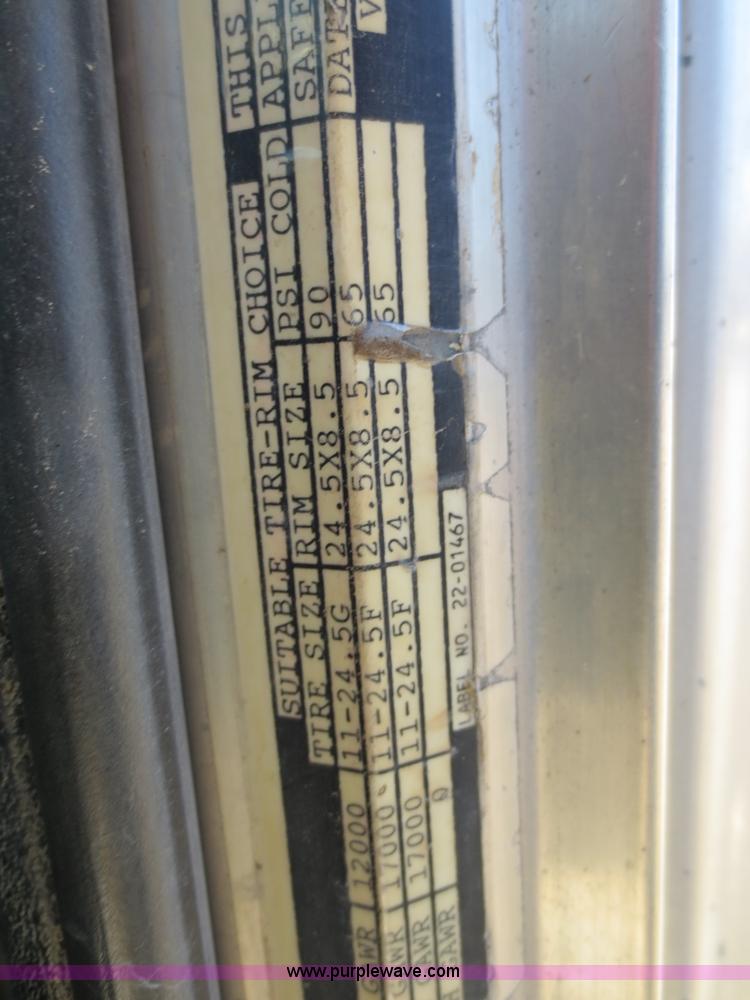 THIS
APPL
SAFE
DATE
V
SUITABLE TIRE-RIM CHOICE
TIRE SIZE RIM SIZE PSI COLD
GAWR 12000 11-24.5G 24.5X8.5 90
GAWR 17000 11-24.5F 24.5X8.5 65
GAWR 17000 11-24.5F 24.5X8.5 65
H GAWR 0
LABEL NO. 22-01467
www.purplewave.com